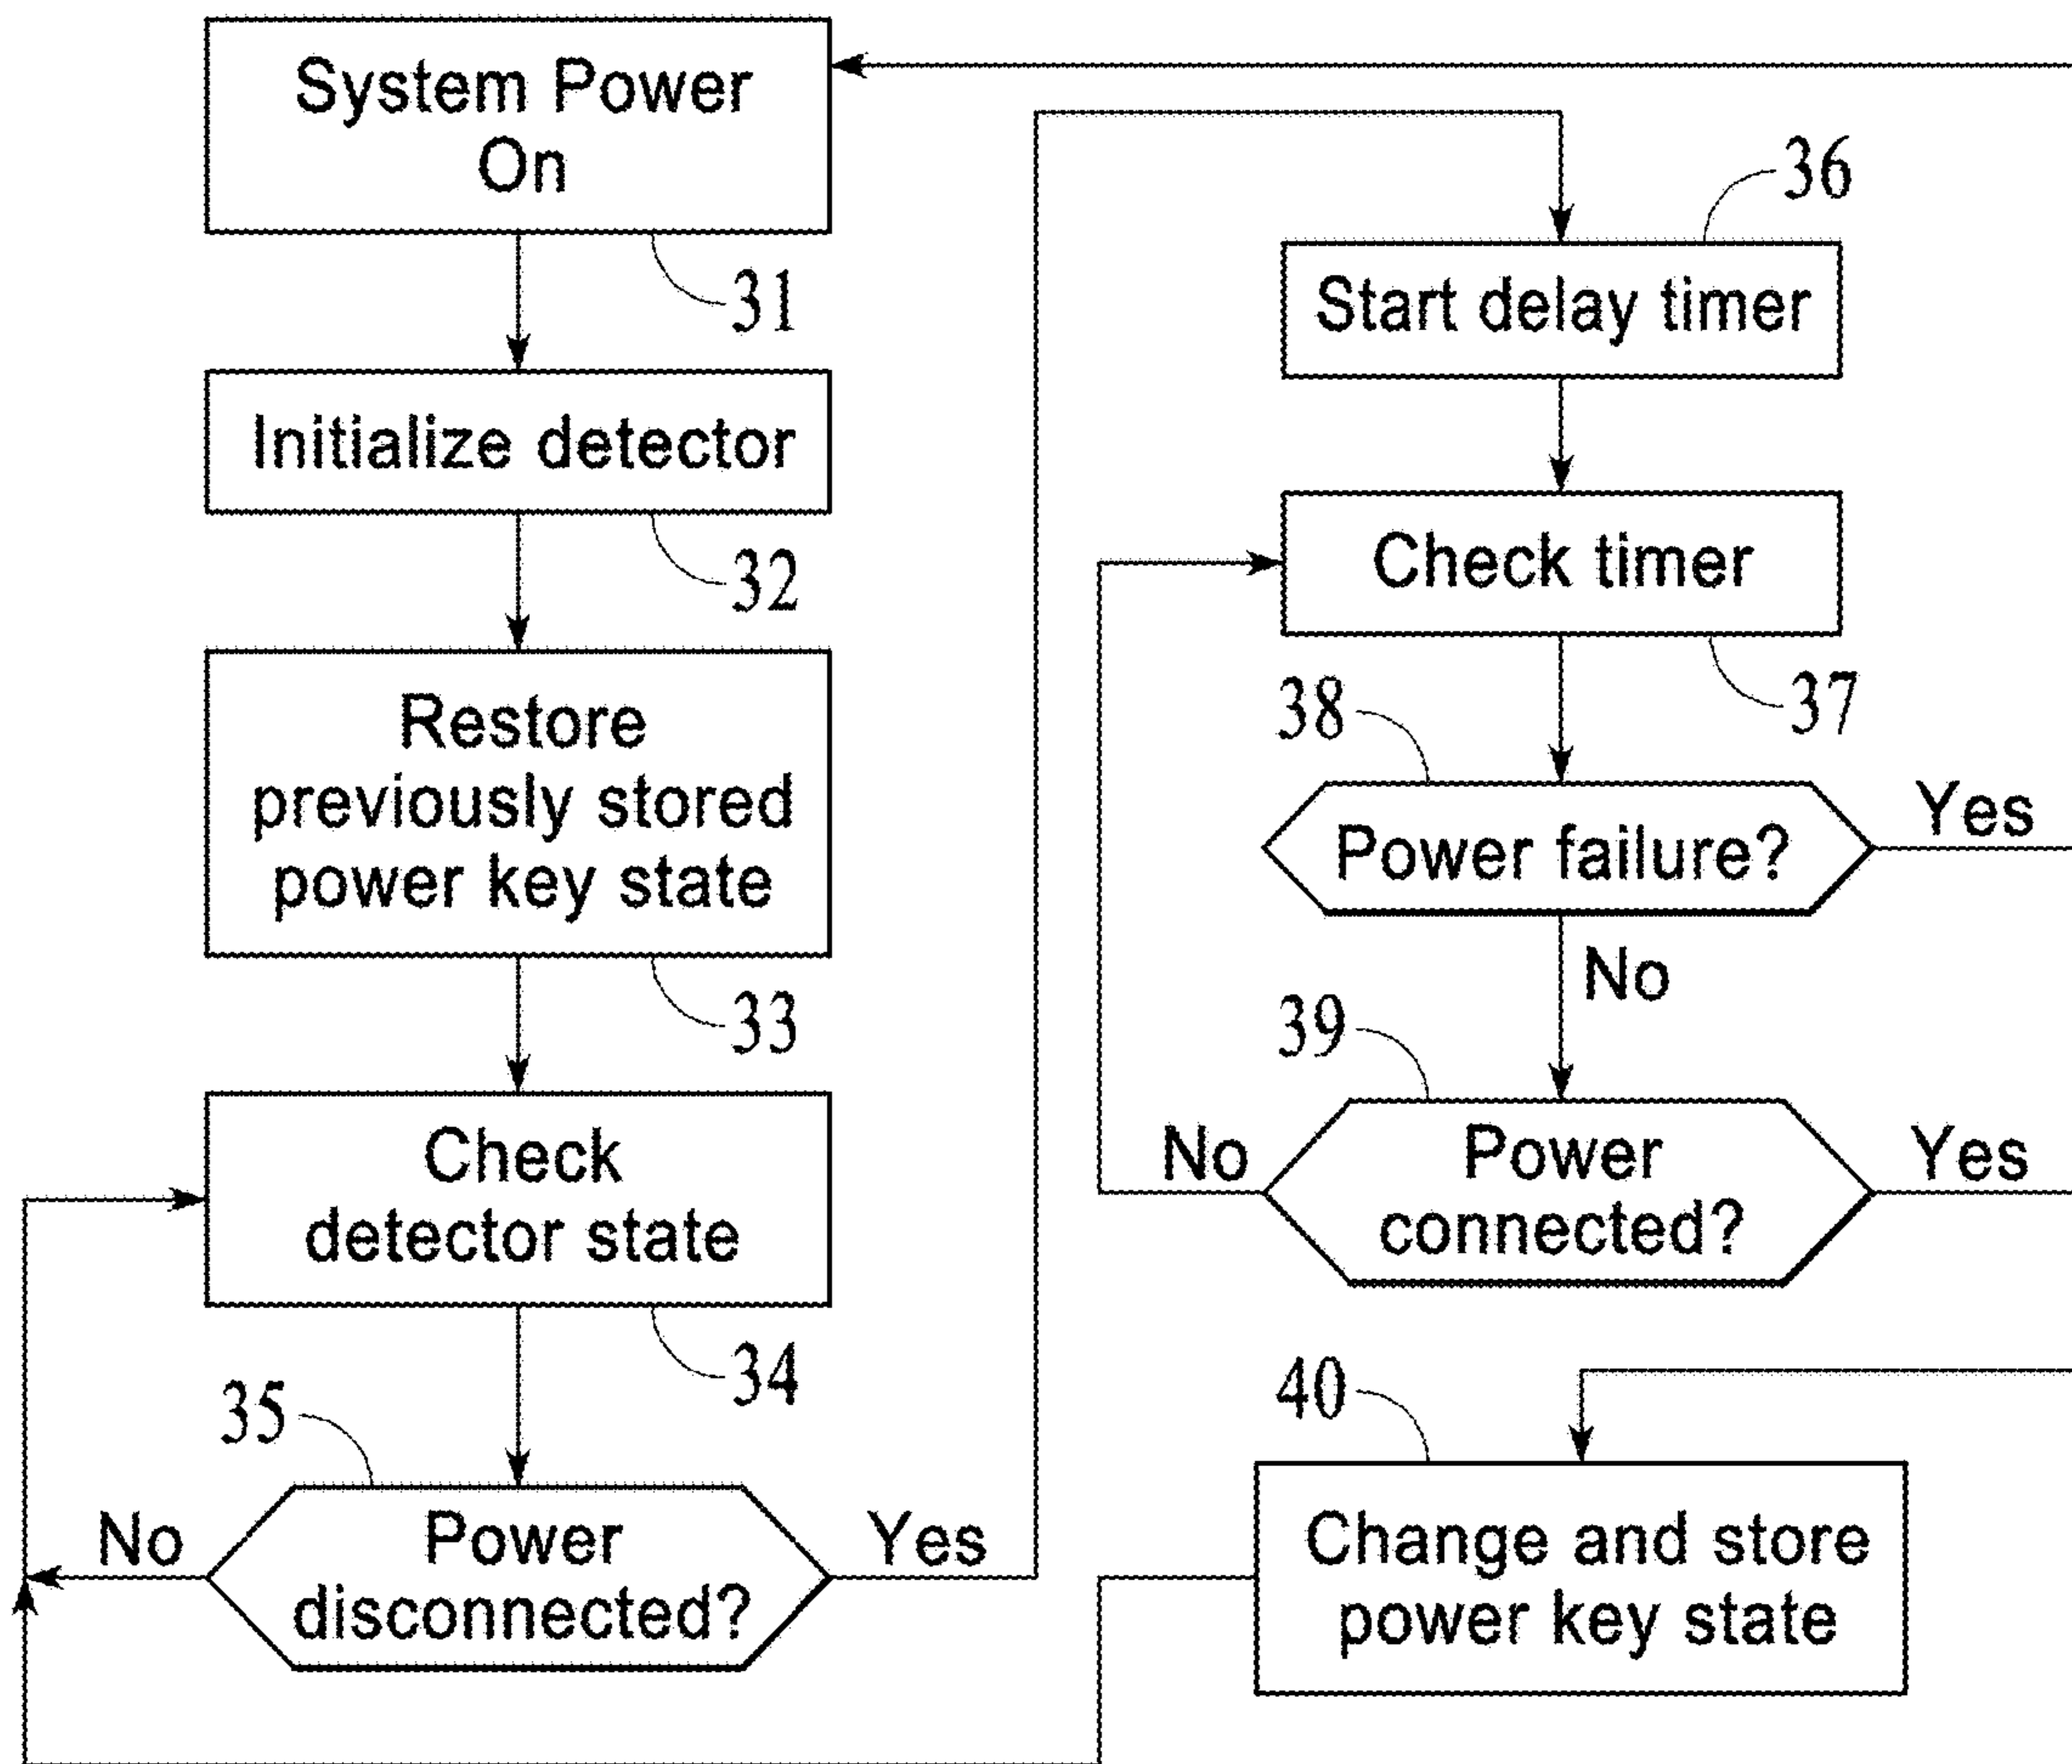 System Power
On
31
Initialize detector
32
Restore
previously stored
power key state
33
Check
detector state
34
35
Power
disconnected?
No
Yes
36
Start delay timer
Check timer
37
38
Power failure?
Yes
No
39
Power
connected?
No
Yes
40
Change and store
power key state